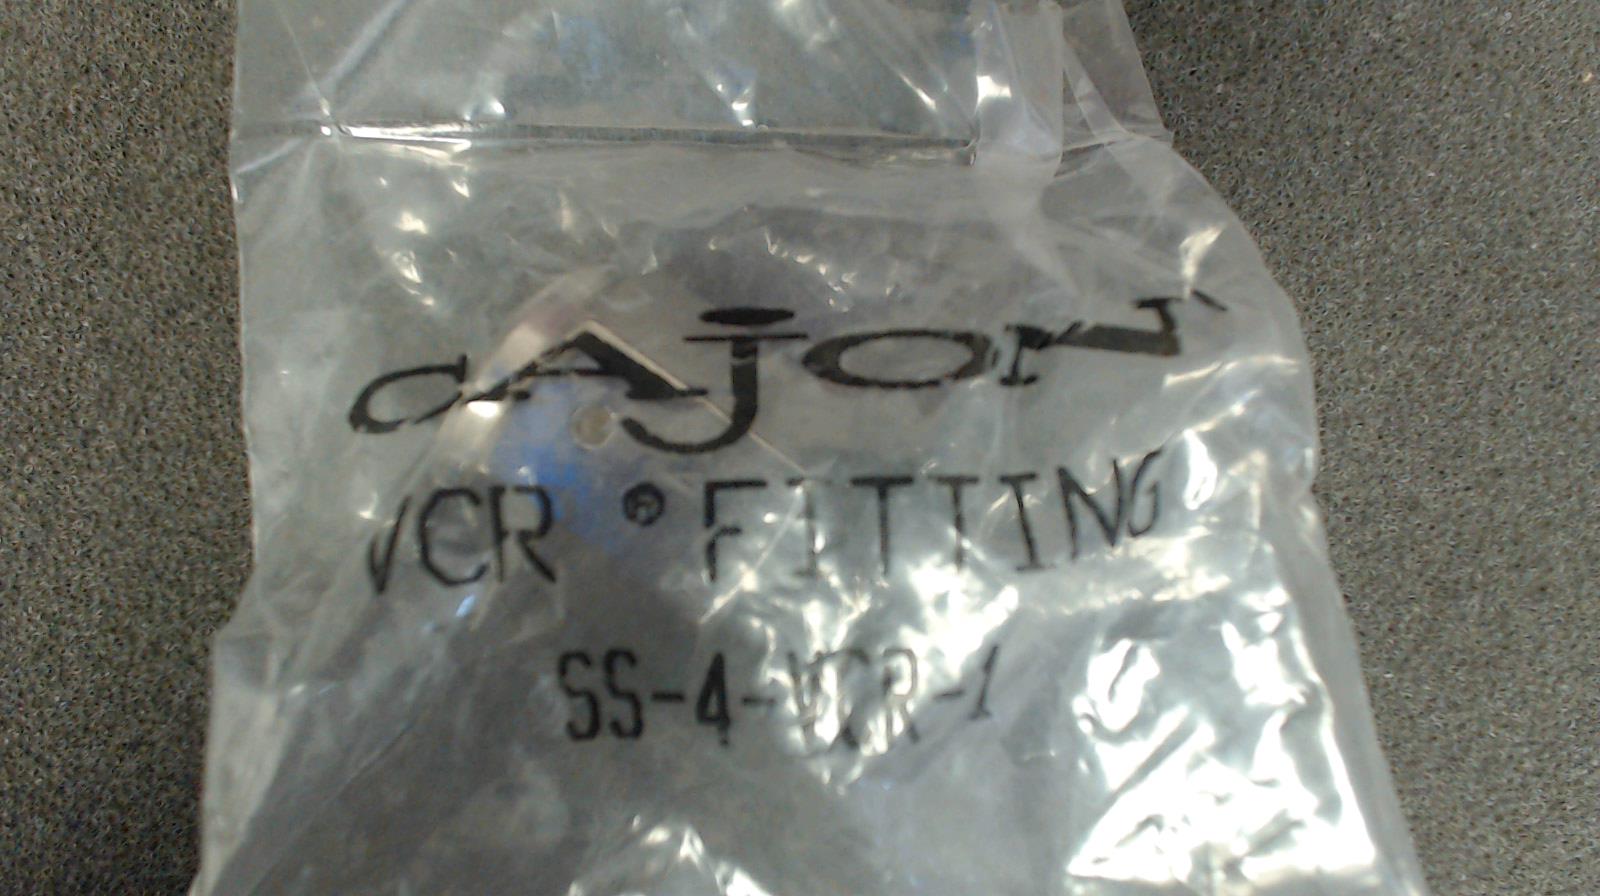 CAjON
VCR ® FITTING
SS-4-VCR-1